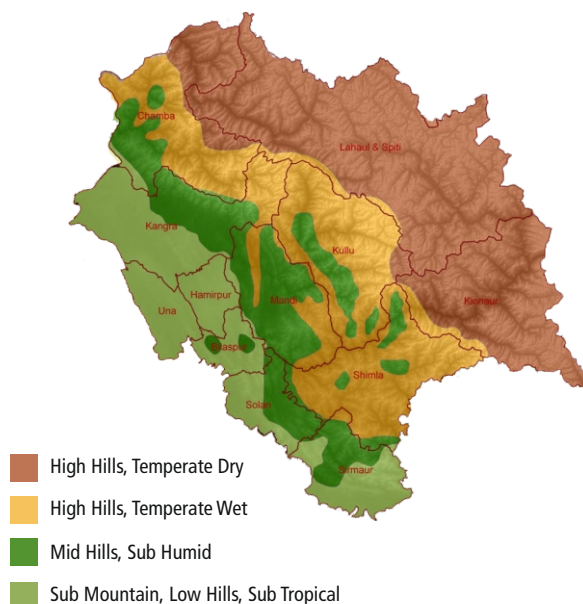 Chamba
Lahaul & Spiti
Kangra
Kullu
Hamirpur
Mandi
Una
Kinnaur
Bilaspur
Shimla
Solan
Sirmaur
High Hills, Temperate Dry
High Hills, Temperate Wet
Mid Hills, Sub Humid
Sub Mountain, Low Hills, Sub Tropical